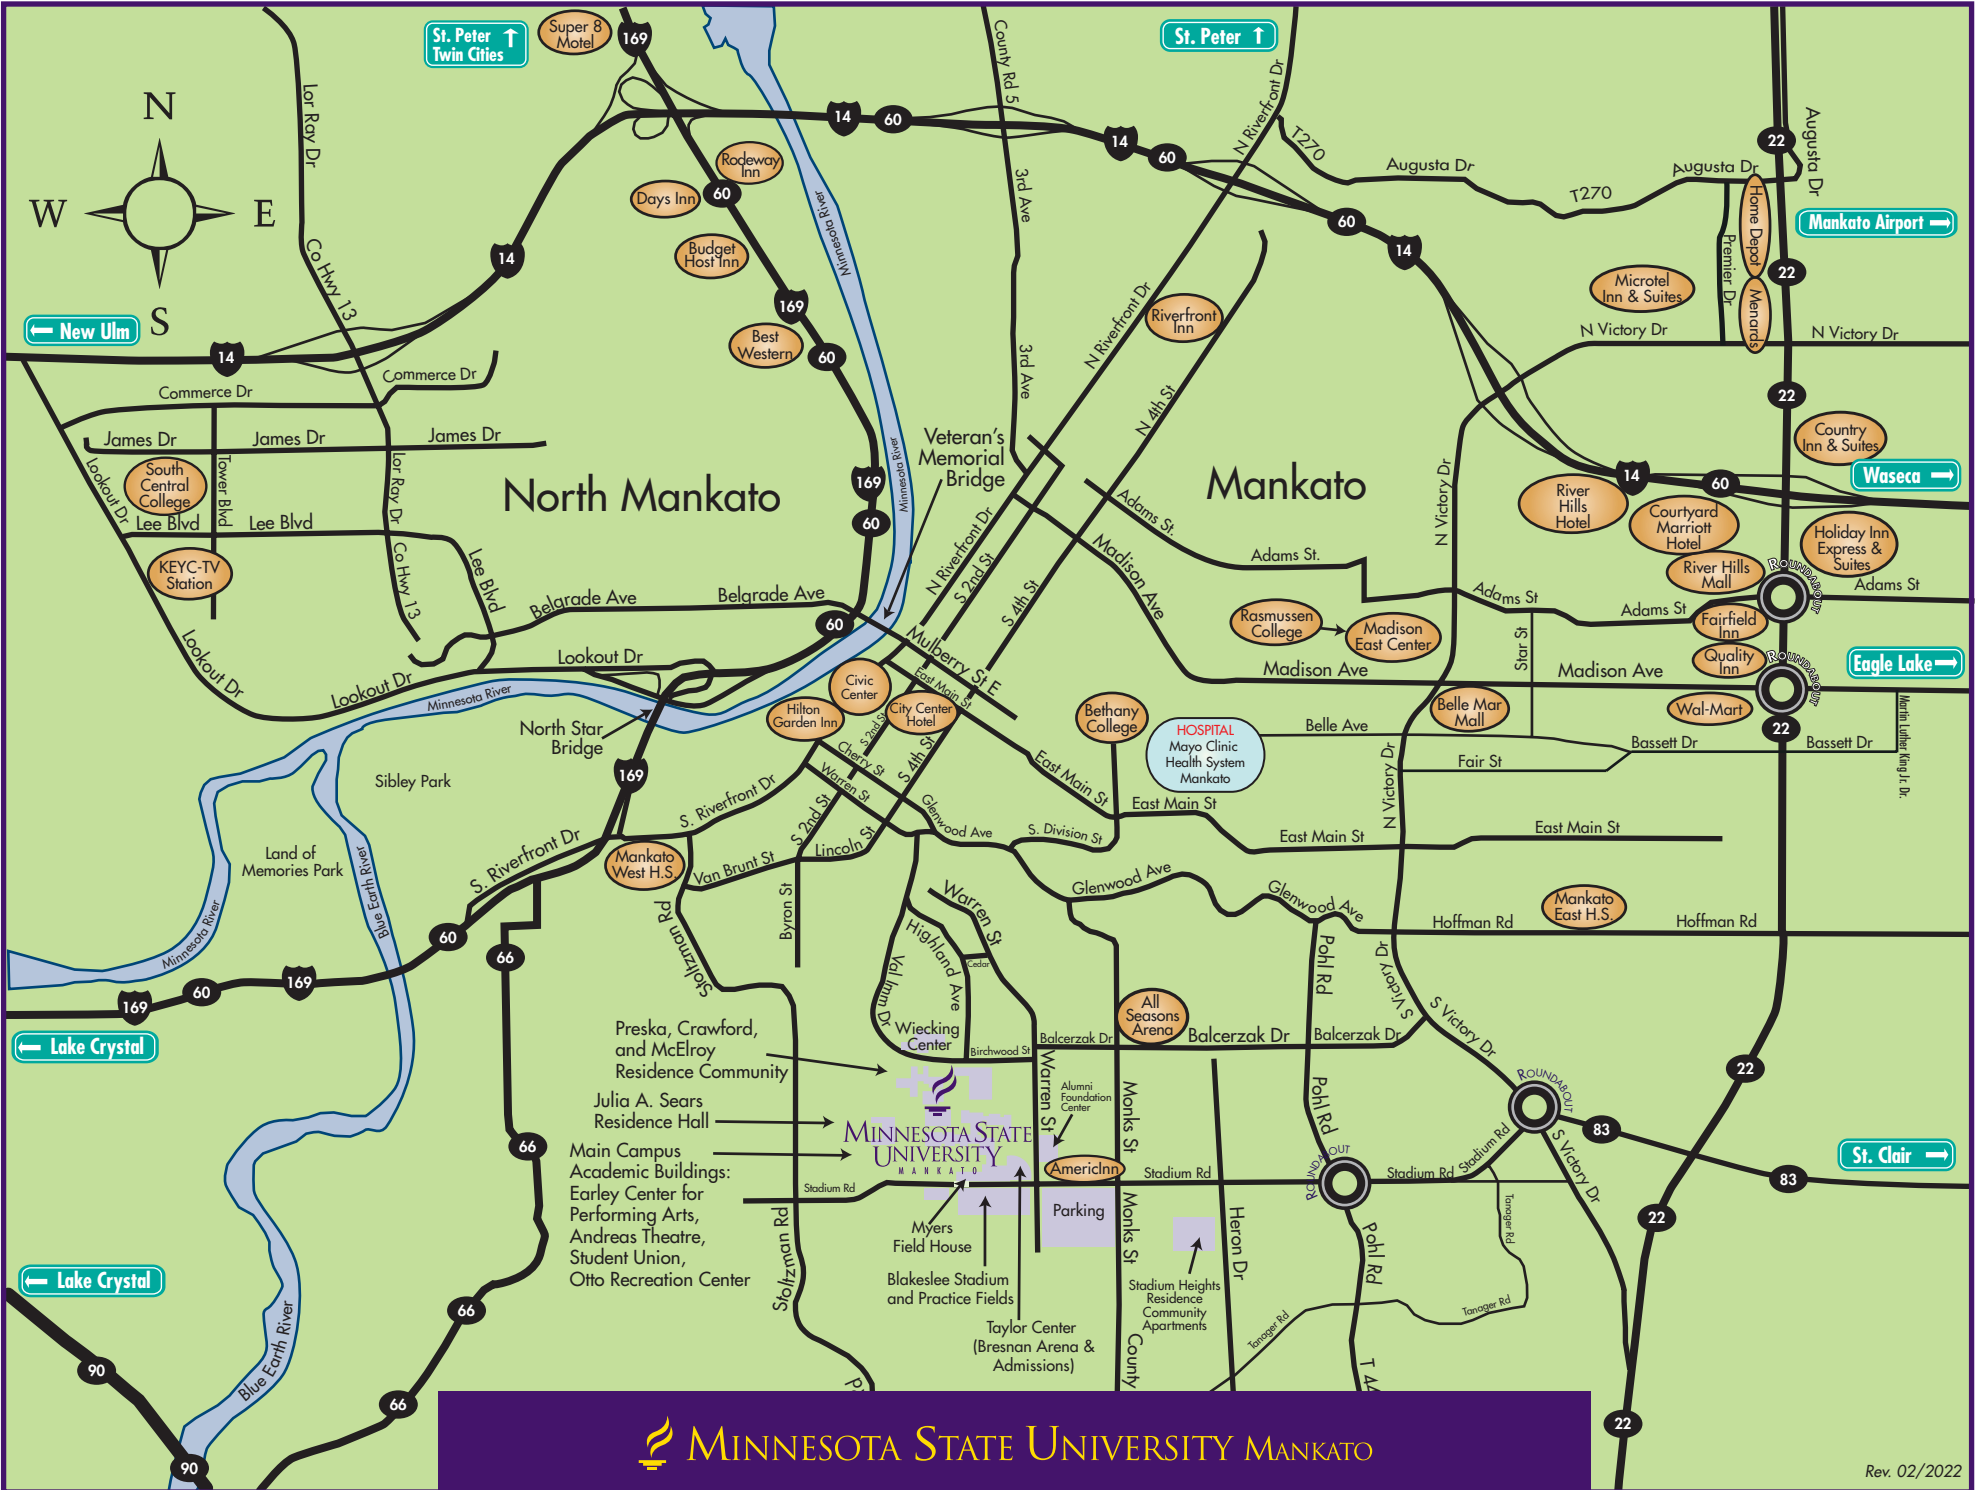 St. Peter
Twin Cities
Super 8
Motel
169
County Rd 5
St. Peter
N Riverfront Dr
Lor Ray Dr
N
W
E
S
14
60
14
60
T270
Augusta Dr
Augusta Dr
T270
22
Augusta Dr
Rodeway
Inn
Days Inn
60
Minnesota River
3rd Ave
60
14
Home Depot
Mankato Airport
Budget
Host Inn
14
Co Hwy 13
Premier Dr
22
Microtel
Inn & Suites
Menards
169
N Riverfront Dr
Riverfront
Inn
New Ulm
14
Best
Western
60
3rd Ave
N Victory Dr
N Victory Dr
Commerce Dr
Commerce Dr
N 4th St
22
James Dr
James Dr
James Dr
Country
Inn & Suites
South
Central
College
Lookout Dr
Tower Blvd
Lor Ray Dr
North Mankato
169
60
Minnesota River
Veteran's
Memorial
Bridge
Mankato
N Victory Dr
14
60
Waseca
River
Hills
Hotel
Courtyard
Marriott
Hotel
Holiday Inn
Express &
Suites
Lee Blvd
Lee Blvd
Adams St.
Adams St.
Madison Ave
River Hills
Mall
ROUNDABOUT
Adams St
KEYC-TV
Station
Co Hwy 13
Lee Blvd
Belgrade Ave
Belgrade Ave
60
N Riverfront Dr
S 2nd St
S 4th St
Adams St
Adams St
Fairfield
Inn
Rasmussen
College
Madison
East Center
Star St
Quality
Inn
ROUNDABOUT
Eagle Lake
Lookout Dr
Lookout Dr
Lookout Dr
Mulberry St E
East Main St
Madison Ave
Madison Ave
Minnesota River
Civic
Center
Hilton
Garden Inn
City Center
Hotel
S 2nd St
Bethany
College
Belle Mar
Mall
Wal-Mart
22
Martin Luther King Jr. Dr.
North Star
Bridge
HOSPITAL
Mayo Clinic
Health System
Mankato
Belle Ave
Bassett Dr
Bassett Dr
Fair St
Cherry St
Warren St
S 4th St
East Main St
East Main St
East Main St
East Main St
N Victory Dr
Sibley Park
169
S. Riverfront Dr
S 2nd St
Lincoln St
Glenwood Ave
S. Division St
Land of
Memories Park
Blue Earth River
S. Riverfront Dr
Mankato
West H.S.
Van Brunt St
Byron St
Glenwood Ave
Glenwood Ave
Mankato
East H.S.
Hoffman Rd
Hoffman Rd
Minnesota River
60
66
Stoltzman Rd
Warren St
Highland Ave
Cedar
Val Imm Dr
Pohl Rd
S Victory Dr
169
60
169
Lake Crystal
Wiecking
Center
Birchwood St
All
Seasons
Arena
Balcerzak Dr
Balcerzak Dr
Balcerzak Dr
S Victory Dr
Preska, Crawford,
and McElroy
Residence Community
Julia A. Sears
Residence Hall
Main Campus
Academic Buildings:
Earley Center for
Performing Arts,
Andreas Theatre,
Student Union,
Otto Recreation Center
MINNESOTA STATE
UNIVERSITY
MANKATO
Warren St
Alumni
Foundation
Center
Monks St
Pohl Rd
22
ROUNDABOUT
83
66
AmericInn
Stadium Rd
Stadium Rd
ROUNDABOUT
Stadium Rd
Stadium Rd
S Victory Dr
St. Clair
83
Stoltzman Rd
Myers
Field House
Parking
Monks St
Heron Dr
Pohl Rd
Tanager Rd
22
Blakeslee Stadium
and Practice Fields
Stadium Heights
Residence
Community
Apartments
Lake Crystal
66
Blue Earth River
Taylor Center
(Bresnan Arena &
Admissions)
County
Tanager Rd
Tanager Rd
T 44
90
66
22
90
MINNESOTA STATE UNIVERSITY MANKATO
Rev. 02/2022